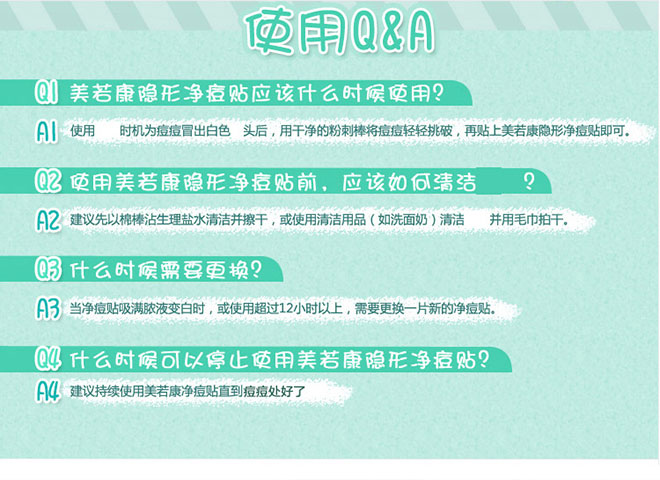 使用Q&A
Q1 美若康隐形净痘贴应该什么时候使用?
A1 使用 时机为痘痘冒出白色 头后，用干净的粉刺棒将痘痘轻轻挑破，再贴上美若康隐形净痘贴即可。
Q2 使用美若康隐形净痘贴前，应该如何清洁 ?
A2 建议先以棉棒沾生理盐水清洁并擦干，或使用清洁用品（如洗面奶）清洁 并用毛巾拍干。
Q3 什么时候需要更换?
A3 当净痘贴吸满脓液变白时，或使用超过12小时以上，需要更换一片新的净痘贴。
Q4 什么时候可以停止使用美若康隐形净痘贴?
A4 建议持续使用美若康净痘贴直到痘痘处好了